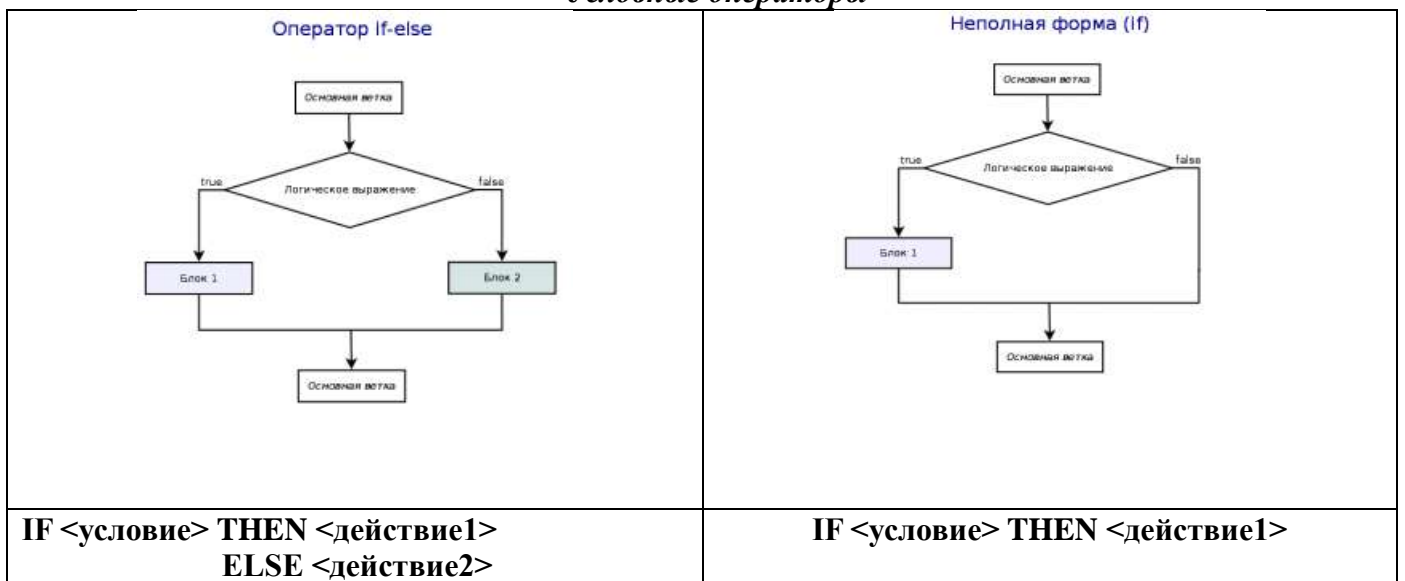 Условные операторы
Оператор if-else
Основная ветка
true
false
Логическое выражение
Блок 1
Блок 2
Основная ветка
IF <условие> THEN <действие1>
ELSE <действие2>
Неполная форма (if)
Основная ветка
true
false
Логическое выражение
Блок 1
Основная ветка
IF <условие> THEN <действие1>